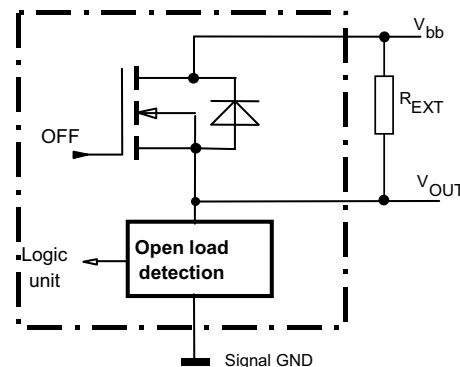 V_bb
R_EXT
OFF
V_OUT
Open load
detection
Logic
unit
Signal GND